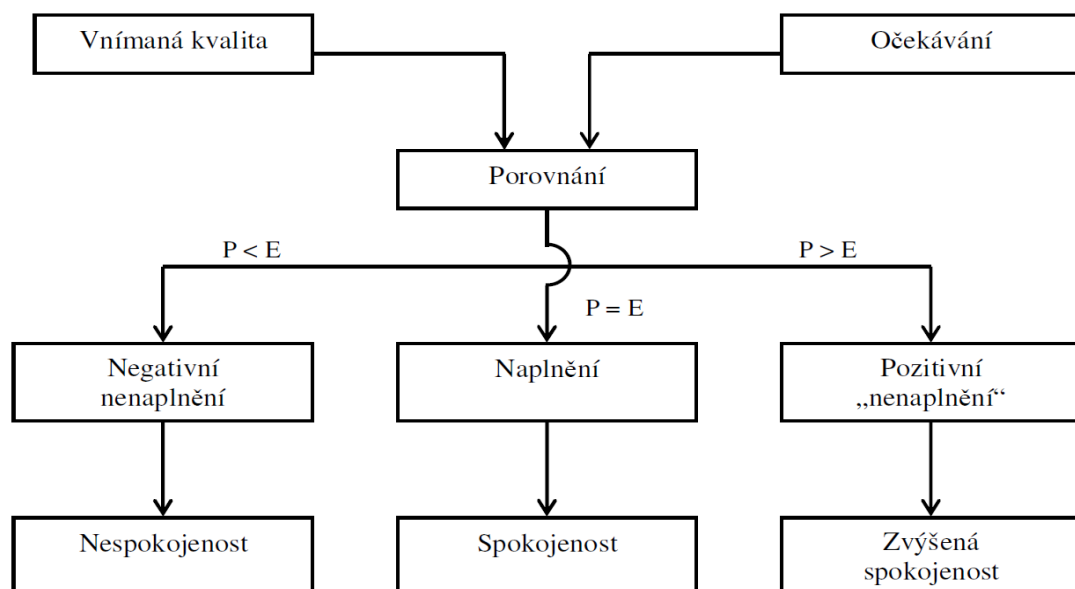 Vnímaná kvalita
Očekávání
Porovnání
P < E
P > E
P = E
Negativní
nenaplnění
Naplnění
Pozitivní
„nenaplnění“
Nespokojenost
Spokojenost
Zvýšená
spokojenost